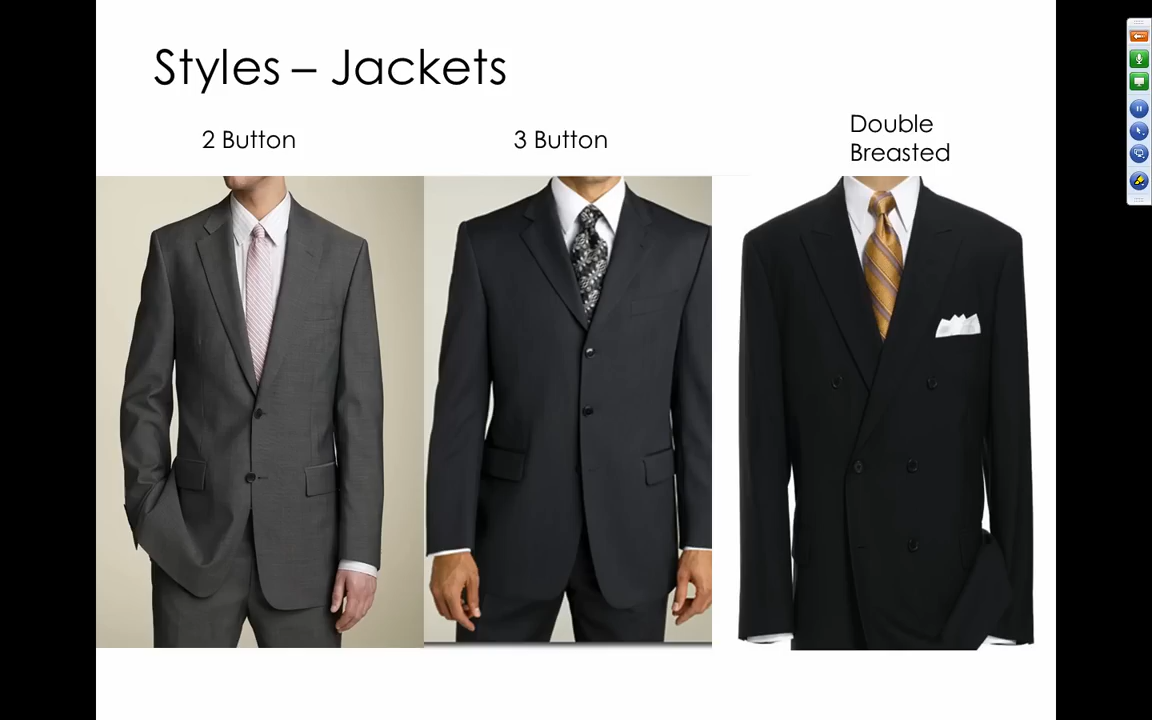 Styles – Jackets
2 Button
3 Button
Double
Breasted